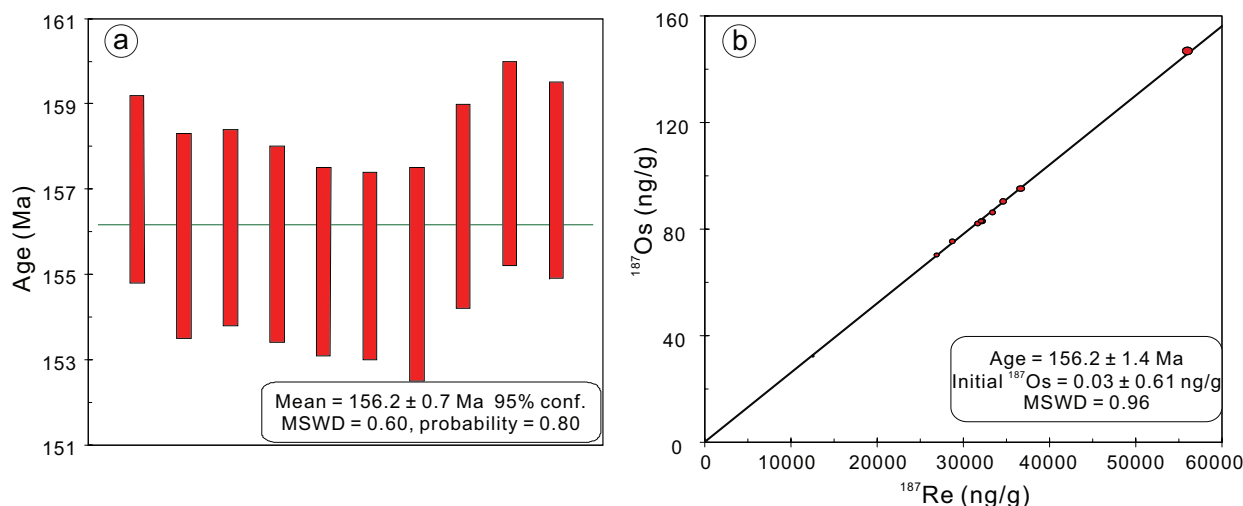 a
161
159
157
155
153
151
Age (Ma)
Mean = 156.2 ± 0.7 Ma 95% conf.
MSWD = 0.60, probability = 0.80
b
160
120
80
40
0
¹⁸⁷Os (ng/g)
Age = 156.2 ± 1.4 Ma
Initial ¹⁸⁷Os = 0.03 ± 0.61 ng/g
MSWD = 0.96
0 10000 20000 30000 40000 50000 60000
¹⁸⁷Re (ng/g)